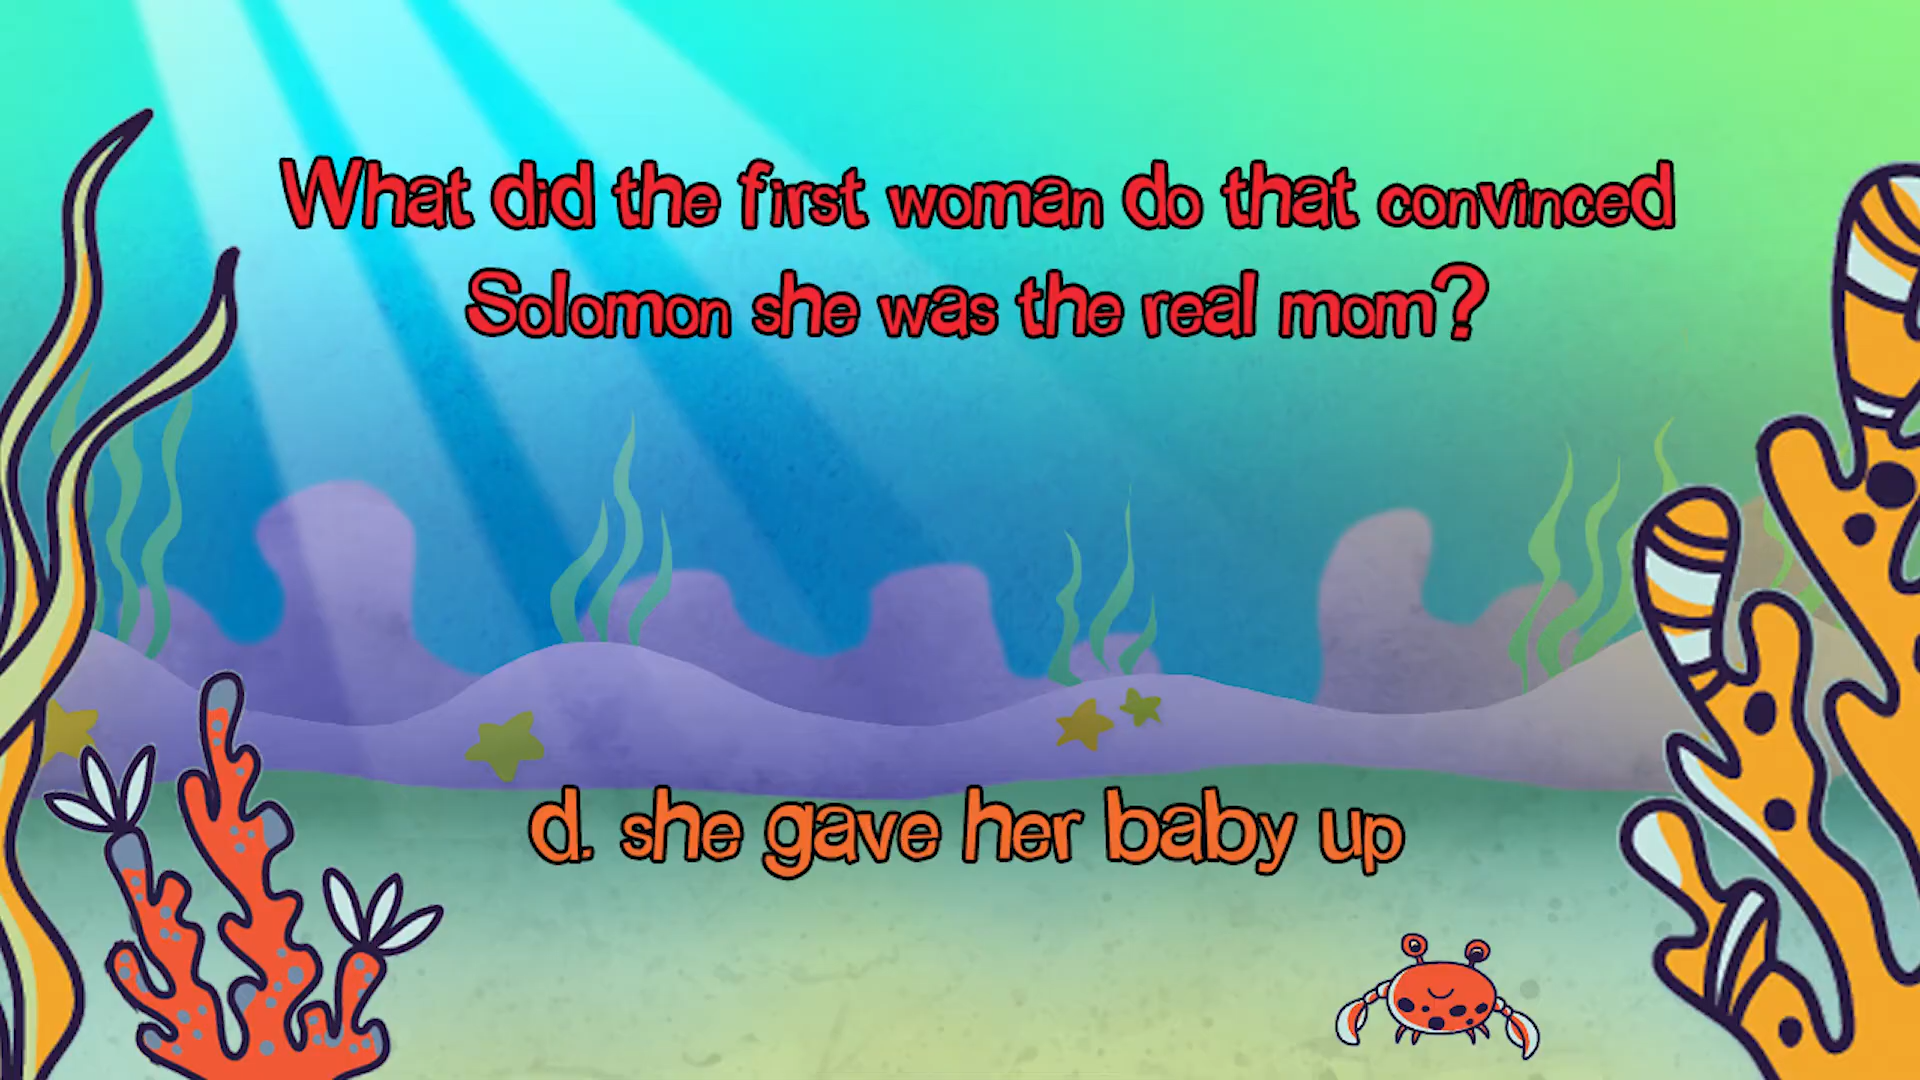 What did the first woman do that convinced
Solomon she was the real mom?
d. she gave her baby up